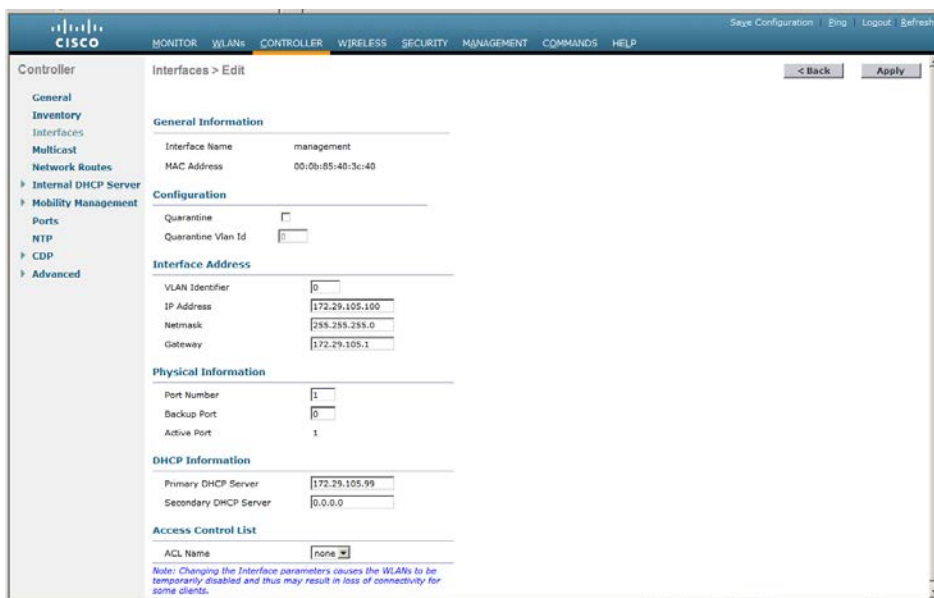 Save Configuration | Ping | Logout | Refresh
CISCO
MONITOR WLANs CONTROLLER WIRELESS SECURITY MANAGEMENT COMMANDS HELP
Controller
General
Inventory
Interfaces
Multicast
Network Routes
Internal DHCP Server
Mobility Management
Ports
NTP
CDP
Advanced
Interfaces > Edit
< Back
Apply
General Information
Interface Name management
MAC Address 00:0b:85:40:3c:40
Configuration
Quarantine
Quarantine Vlan Id 0
Interface Address
VLAN Identifier 0
IP Address 172.29.105.100
Netmask 255.255.255.0
Gateway 172.29.105.1
Physical Information
Port Number 1
Backup Port 0
Active Port 1
DHCP Information
Primary DHCP Server 172.29.105.99
Secondary DHCP Server 0.0.0.0
Access Control List
ACL Name none
Note: Changing the Interface parameters causes the WLANs to be
temporarily disabled and thus may result in loss of connectivity for
some clients.